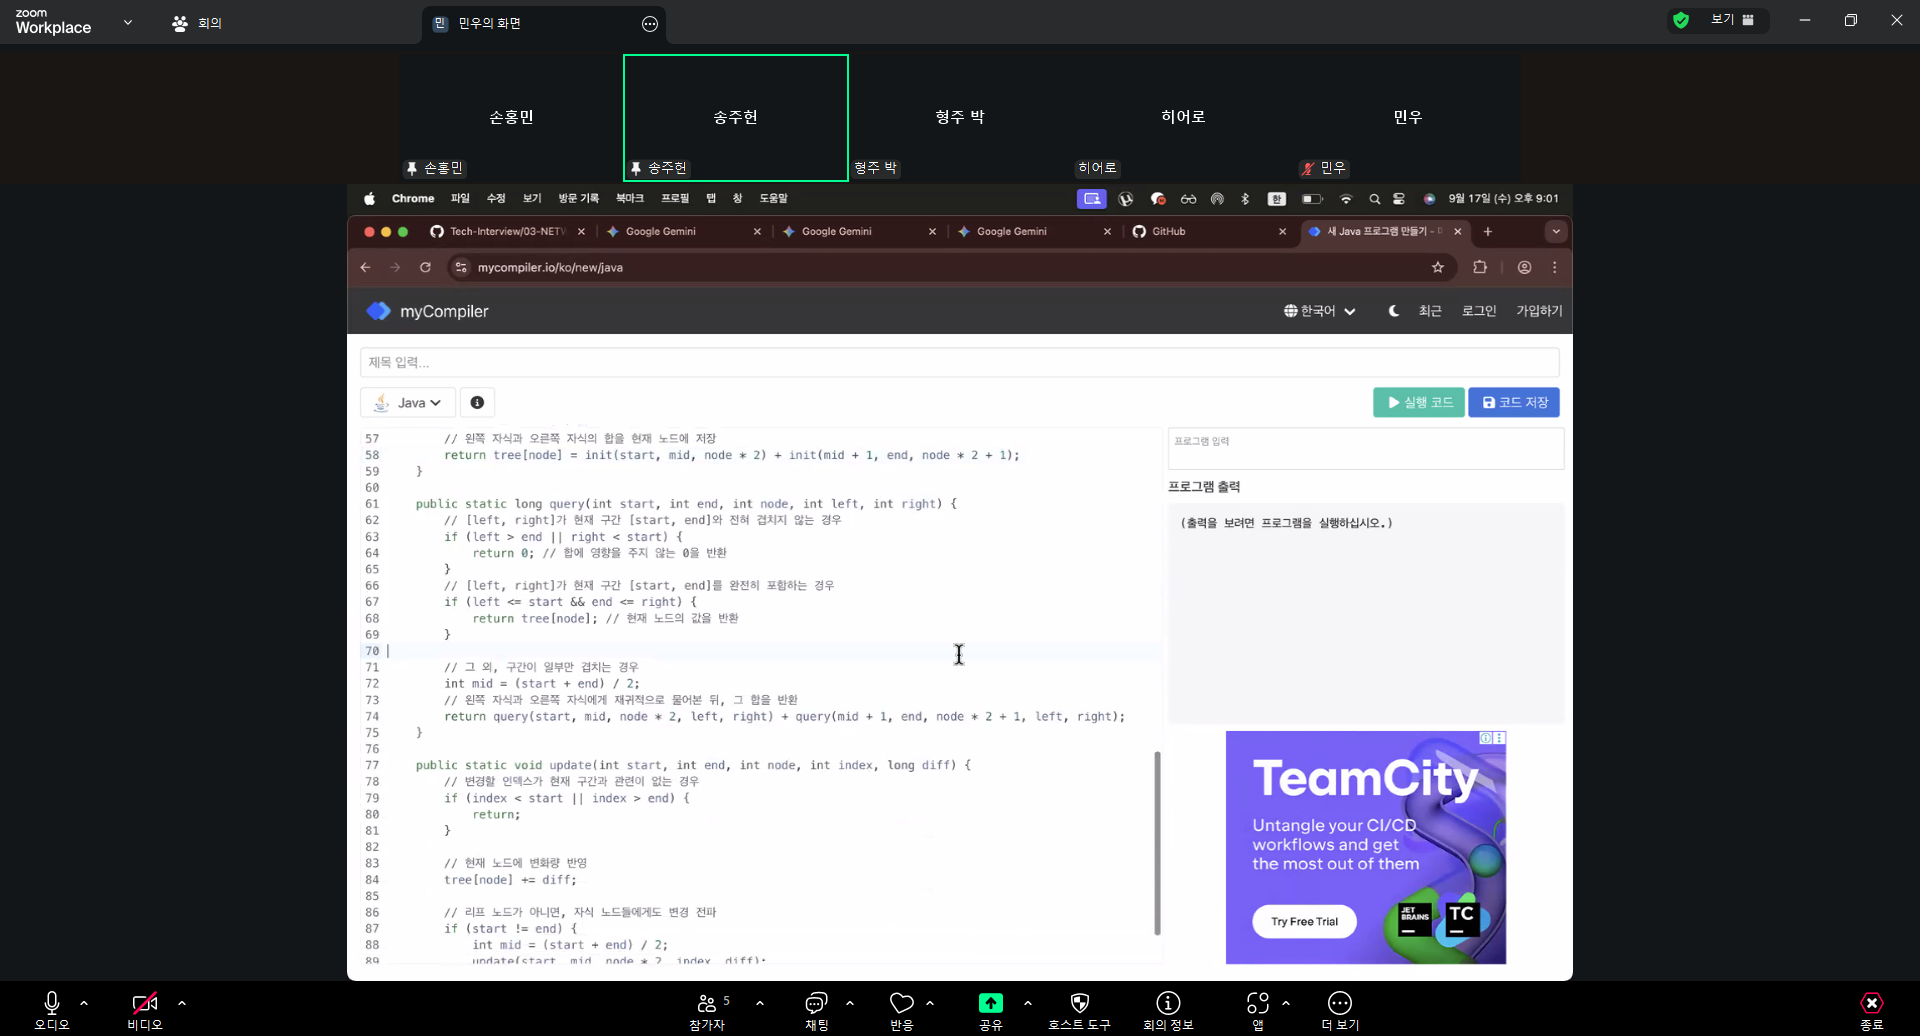 zoom
Workplace
회의
민 민우의 화면
보기
손홍민
송주헌
형주 박
히어로
민우
손홍민
송주헌
형주 박
히어로
민우
Chrome 파일 수정 보기 방문 기록 북마크 프로필 탭 창 도움말
한
9월 17일 (수) 오후 9:01
Tech-Interview/03-NETW
Google Gemini
Google Gemini
Google Gemini
GitHub
새 Java 프로그램 만들기 -
mycompiler.io/ko/new/java
myCompiler
한국어
최근
로그인
가입하기
제목 입력...
Java
실행 코드
코드 저장
57 // 왼쪽 자식과 오른쪽 자식의 합을 현재 노드에 저장
58 return tree[node] = init(start, mid, node * 2) + init(mid + 1, end, node * 2 + 1);
59 }
60
61 public static long query(int start, int end, int node, int left, int right) {
62 // [left, right]가 현재 구간 [start, end]와 전혀 겹치지 않는 경우
63 if (left > end || right < start) {
64 return 0; // 합에 영향을 주지 않는 0을 반환
65 }
66 // [left, right]가 현재 구간 [start, end]를 완전히 포함하는 경우
67 if (left <= start && end <= right) {
68 return tree[node]; // 현재 노드의 값을 반환
69 }
70
71 // 그 외, 구간이 일부만 겹치는 경우
72 int mid = (start + end) / 2;
73 // 왼쪽 자식과 오른쪽 자식에게 재귀적으로 물어본 뒤, 그 합을 반환
74 return query(start, mid, node * 2, left, right) + query(mid + 1, end, node * 2 + 1, left, right);
75 }
76
77 public static void update(int start, int end, int node, int index, long diff) {
78 // 변경할 인덱스가 현재 구간과 관련이 없는 경우
79 if (index < start || index > end) {
80 return;
81 }
82
83 // 현재 노드에 변화량 반영
84 tree[node] += diff;
85
86 // 리프 노드가 아니면, 자식 노드들에게도 변경 전파
87 if (start != end) {
88 int mid = (start + end) / 2;
89 update(start, mid, node * 2, index, diff);
프로그램 입력
프로그램 출력
(출력을 보려면 프로그램을 실행하십시오.)
TeamCity
Untangle your CI/CD
workflows and get
the most out of them
Try Free Trial
JET
BRAINS
TC
오디오
비디오
참가자 5
채팅
반응
공유
호스트 도구
회의 정보
앱
더 보기
종료